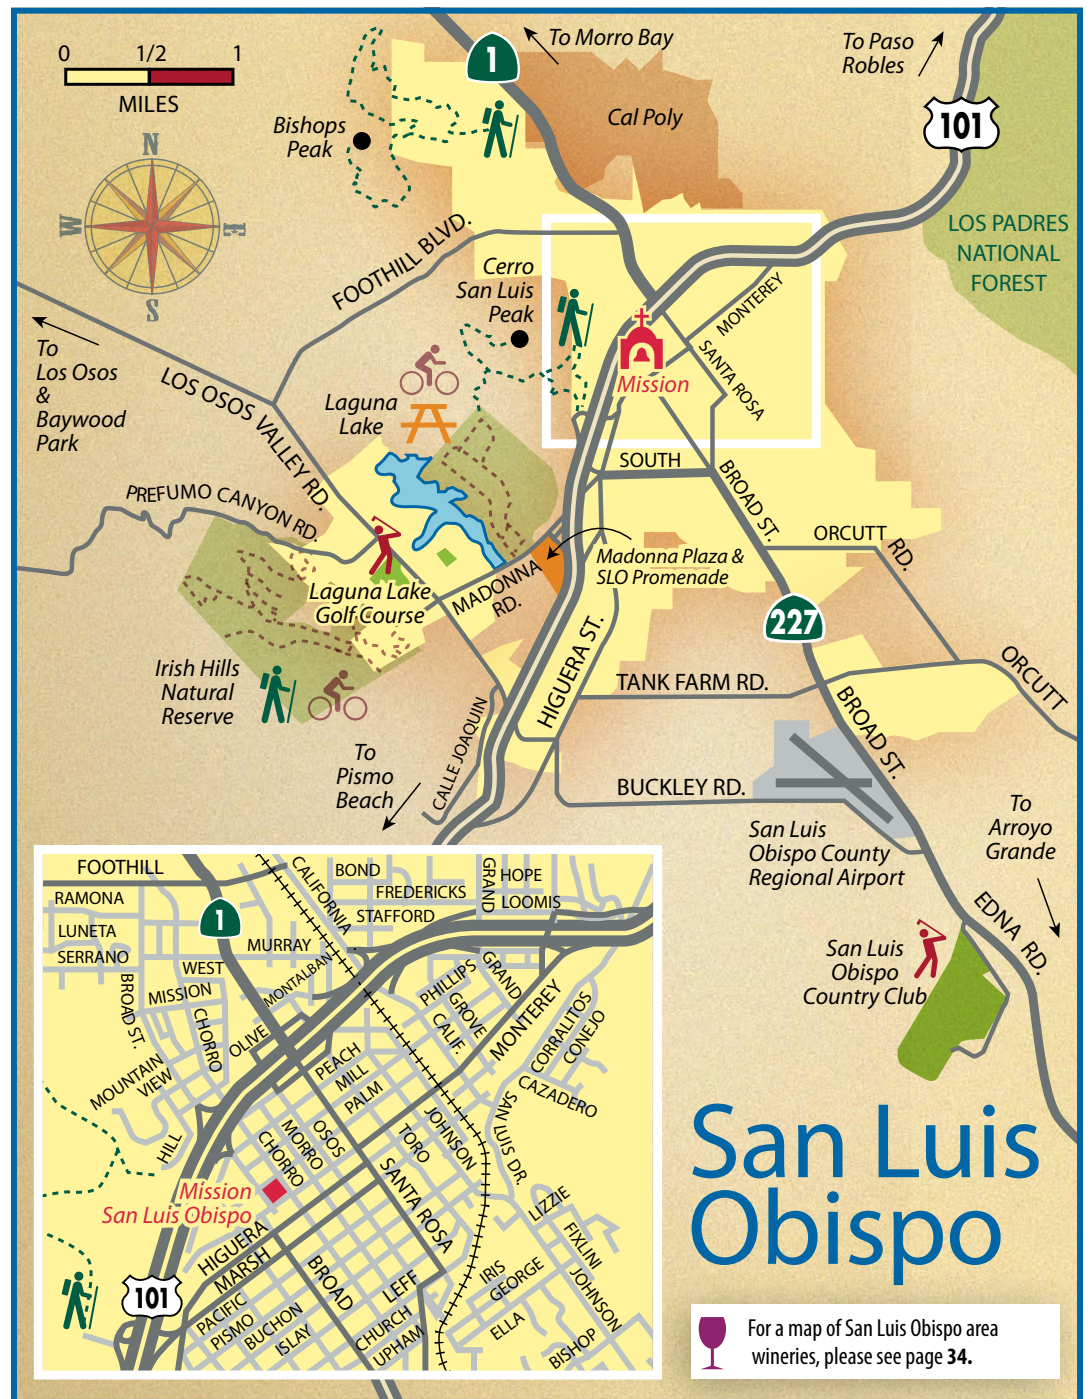 0 1/2 1
MILES
N
W E
S
To Morro Bay
1
Cal Poly
To Paso
Robles
101
Bishops
Peak
LOS PADRES
NATIONAL
FOREST
FOOTHILL BLVD.
Cerro
San Luis
Peak
MONTEREY
SANTA ROSA
Mission
To
Los Osos
&
Baywood
Park
LOS OSOS VALLEY RD.
Laguna
Lake
SOUTH
BROAD ST.
PREFUMO CANYON RD.
ORCUTT RD.
Madonna Plaza &
SLO Promenade
MADONNA
RD.
Laguna Lake
Golf Course
227
HIGUERA ST.
Irish Hills
Natural
Reserve
TANK FARM RD.
ORCUTT
BROAD ST.
CALLE JOAQUIN
To
Pismo
Beach
BUCKLEY RD.
San Luis
Obispo County
Regional Airport
To
Arroyo
Grande
EDNA RD.
San Luis
Obispo
Country Club
FOOTHILL
RAMONA
1
LUNETA
SERRANO
CALIFORNIA
BOND
FREDERICKS
STAFFORD
GRAND
HOPE
LOOMIS
MURRAY
WEST
MONTALBAN
MISSION
BROAD ST.
CHORRO
OLIVE
MOUNTAIN
VIEW
HILL
PHILLIPS
GRAND
GROVE
CALIF.
MONTEREY
CORRALITOS
CONEJO
CAZADERO
PEACH
MILL
PALM
SAN LUIS DR.
JOHNSON
TORO
OSOS
MORRO
CHORRO
SANTA ROSA
Mission
San Luis Obispo
HIGUERA
MARSH
BROAD
LIZZIE
FIXLINI
JOHNSON
101
PACIFIC
PISMO
BUCHON
ISLAY
LEFF
CHURCH
UPHAM
IRIS
GEORGE
ELLA
BISHOP
San Luis
Obispo
For a map of San Luis Obispo area
wineries, please see page 34.